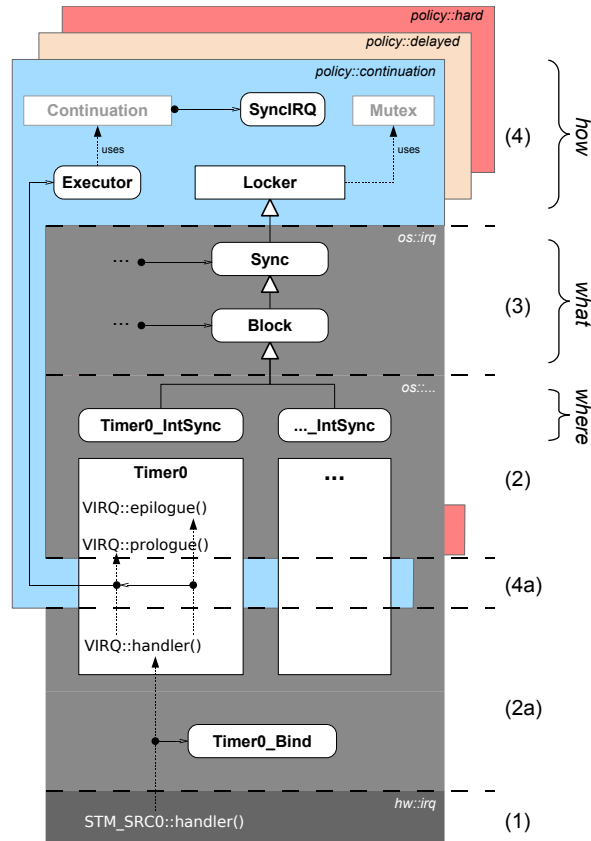 policy::hard
policy::delayed
policy::continuation
Continuation
SyncIRQ
Mutex
(4)
how
uses
uses
Executor
Locker
os::irq
... Sync
(3)
what
... Block
os::...
where
Timer0_IntSync
..._IntSync
Timer0
...
(2)
VIRQ::epilogue()
VIRQ::prologue()
(4a)
VIRQ::handler()
(2a)
Timer0_Bind
hw::irq
STM_SRC0::handler()
(1)